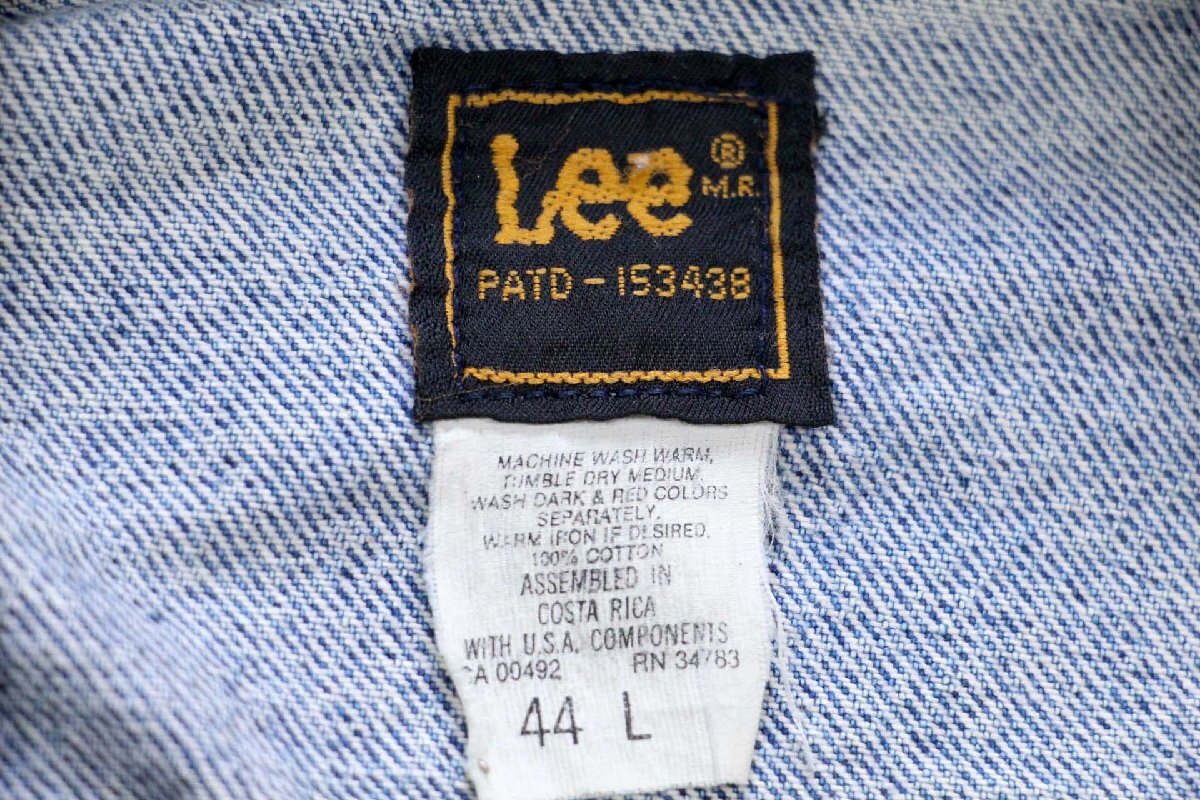 Lee ®
M.R.
PATD-153438
MACHINE WASH WARM,
TUMBLE DRY MEDIUM,
WASH DARK & RED COLORS
SEPARATELY.
WARM IRON IF DESIRED.
100% COTTON
ASSEMBLED IN
COSTA RICA
WITH U.S.A. COMPONENTS
CA 00492 RN 34783
44 L